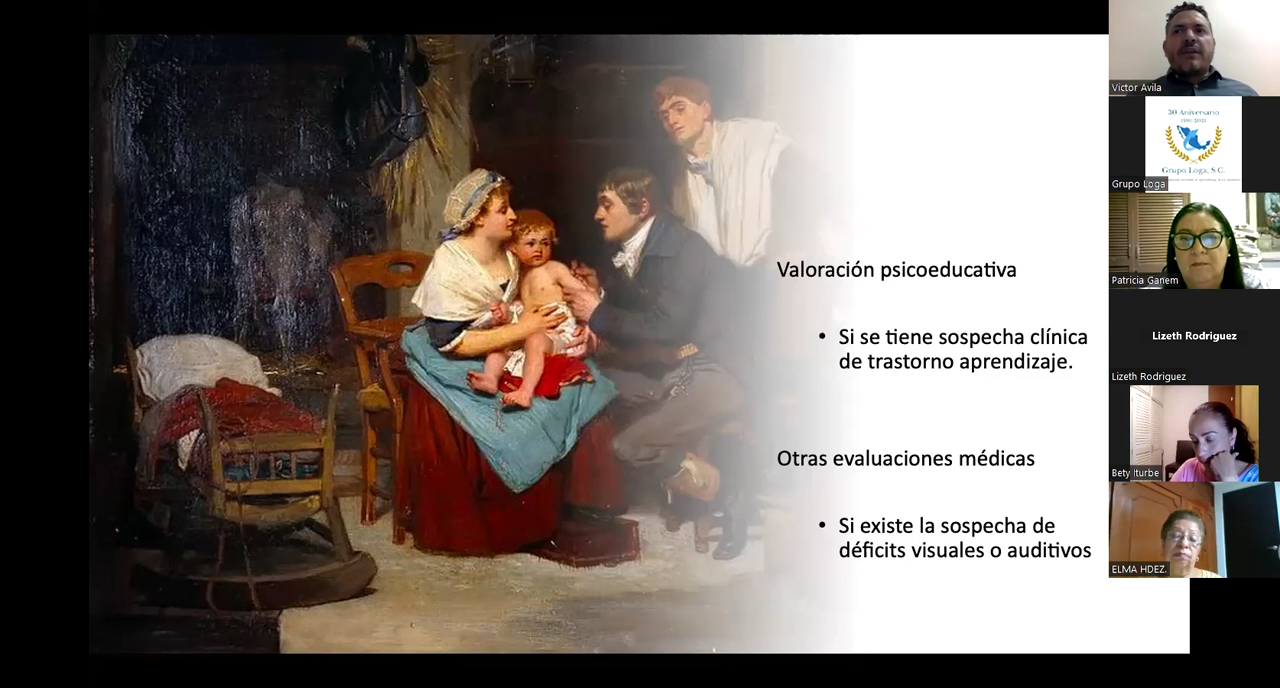 Valoración psicoeducativa
• Si se tiene sospecha clínica
de trastorno aprendizaje.
Otras evaluaciones médicas
• Si existe la sospecha de
déficits visuales o auditivos
Victor Avila
30 Aniversario
Grupo Loga, S.C.
Grupo Loga
Patricia Ganem
Lizeth Rodriguez
Lizeth Rodriguez
Bety Iturbe
ELMA HDEZ.